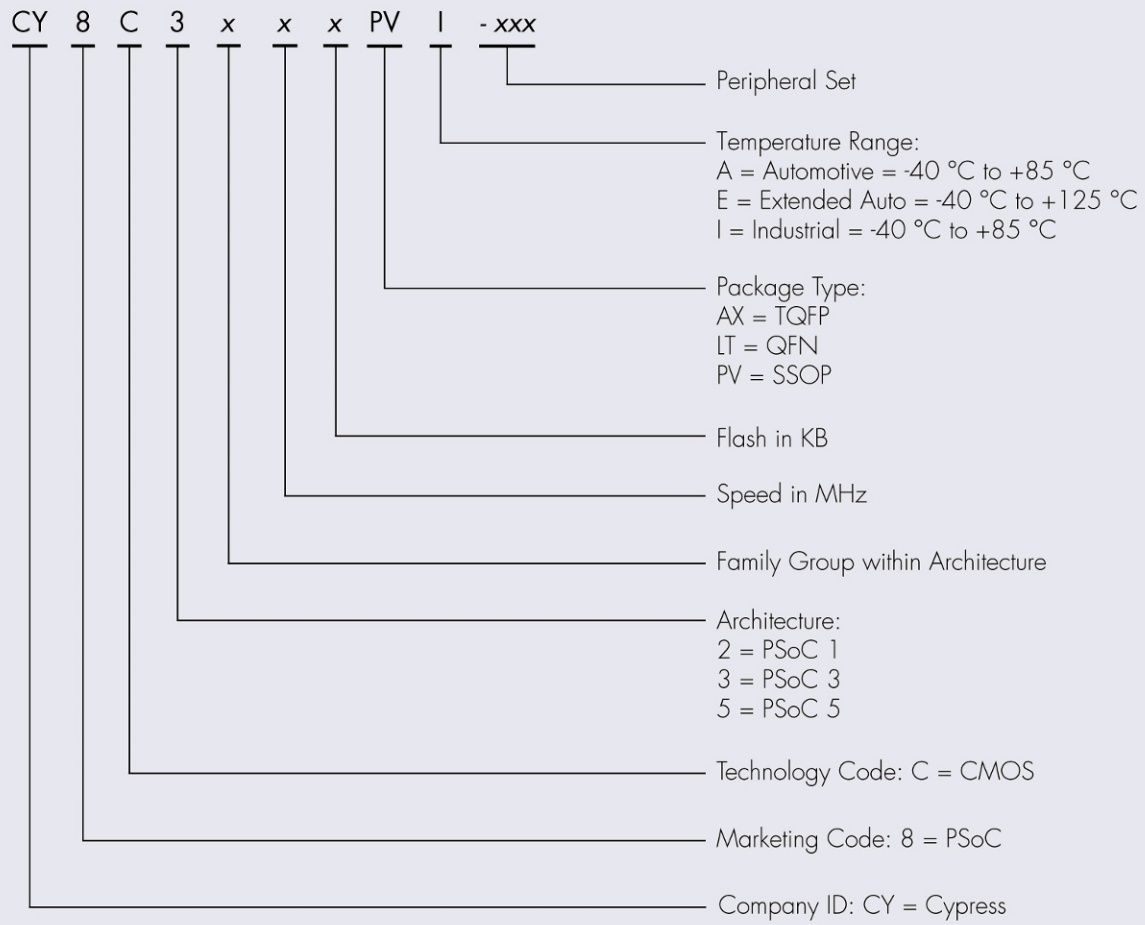 CY 8 C 3 x x x PV I - xxx
Peripheral Set
Temperature Range:
A = Automotive = -40 °C to +85 °C
E = Extended Auto = -40 °C to +125 °C
I = Industrial = -40 °C to +85 °C
Package Type:
AX = TQFP
LT = QFN
PV = SSOP
Flash in KB
Speed in MHz
Family Group within Architecture
Architecture:
2 = PSoC 1
3 = PSoC 3
5 = PSoC 5
Technology Code: C = CMOS
Marketing Code: 8 = PSoC
Company ID: CY = Cypress